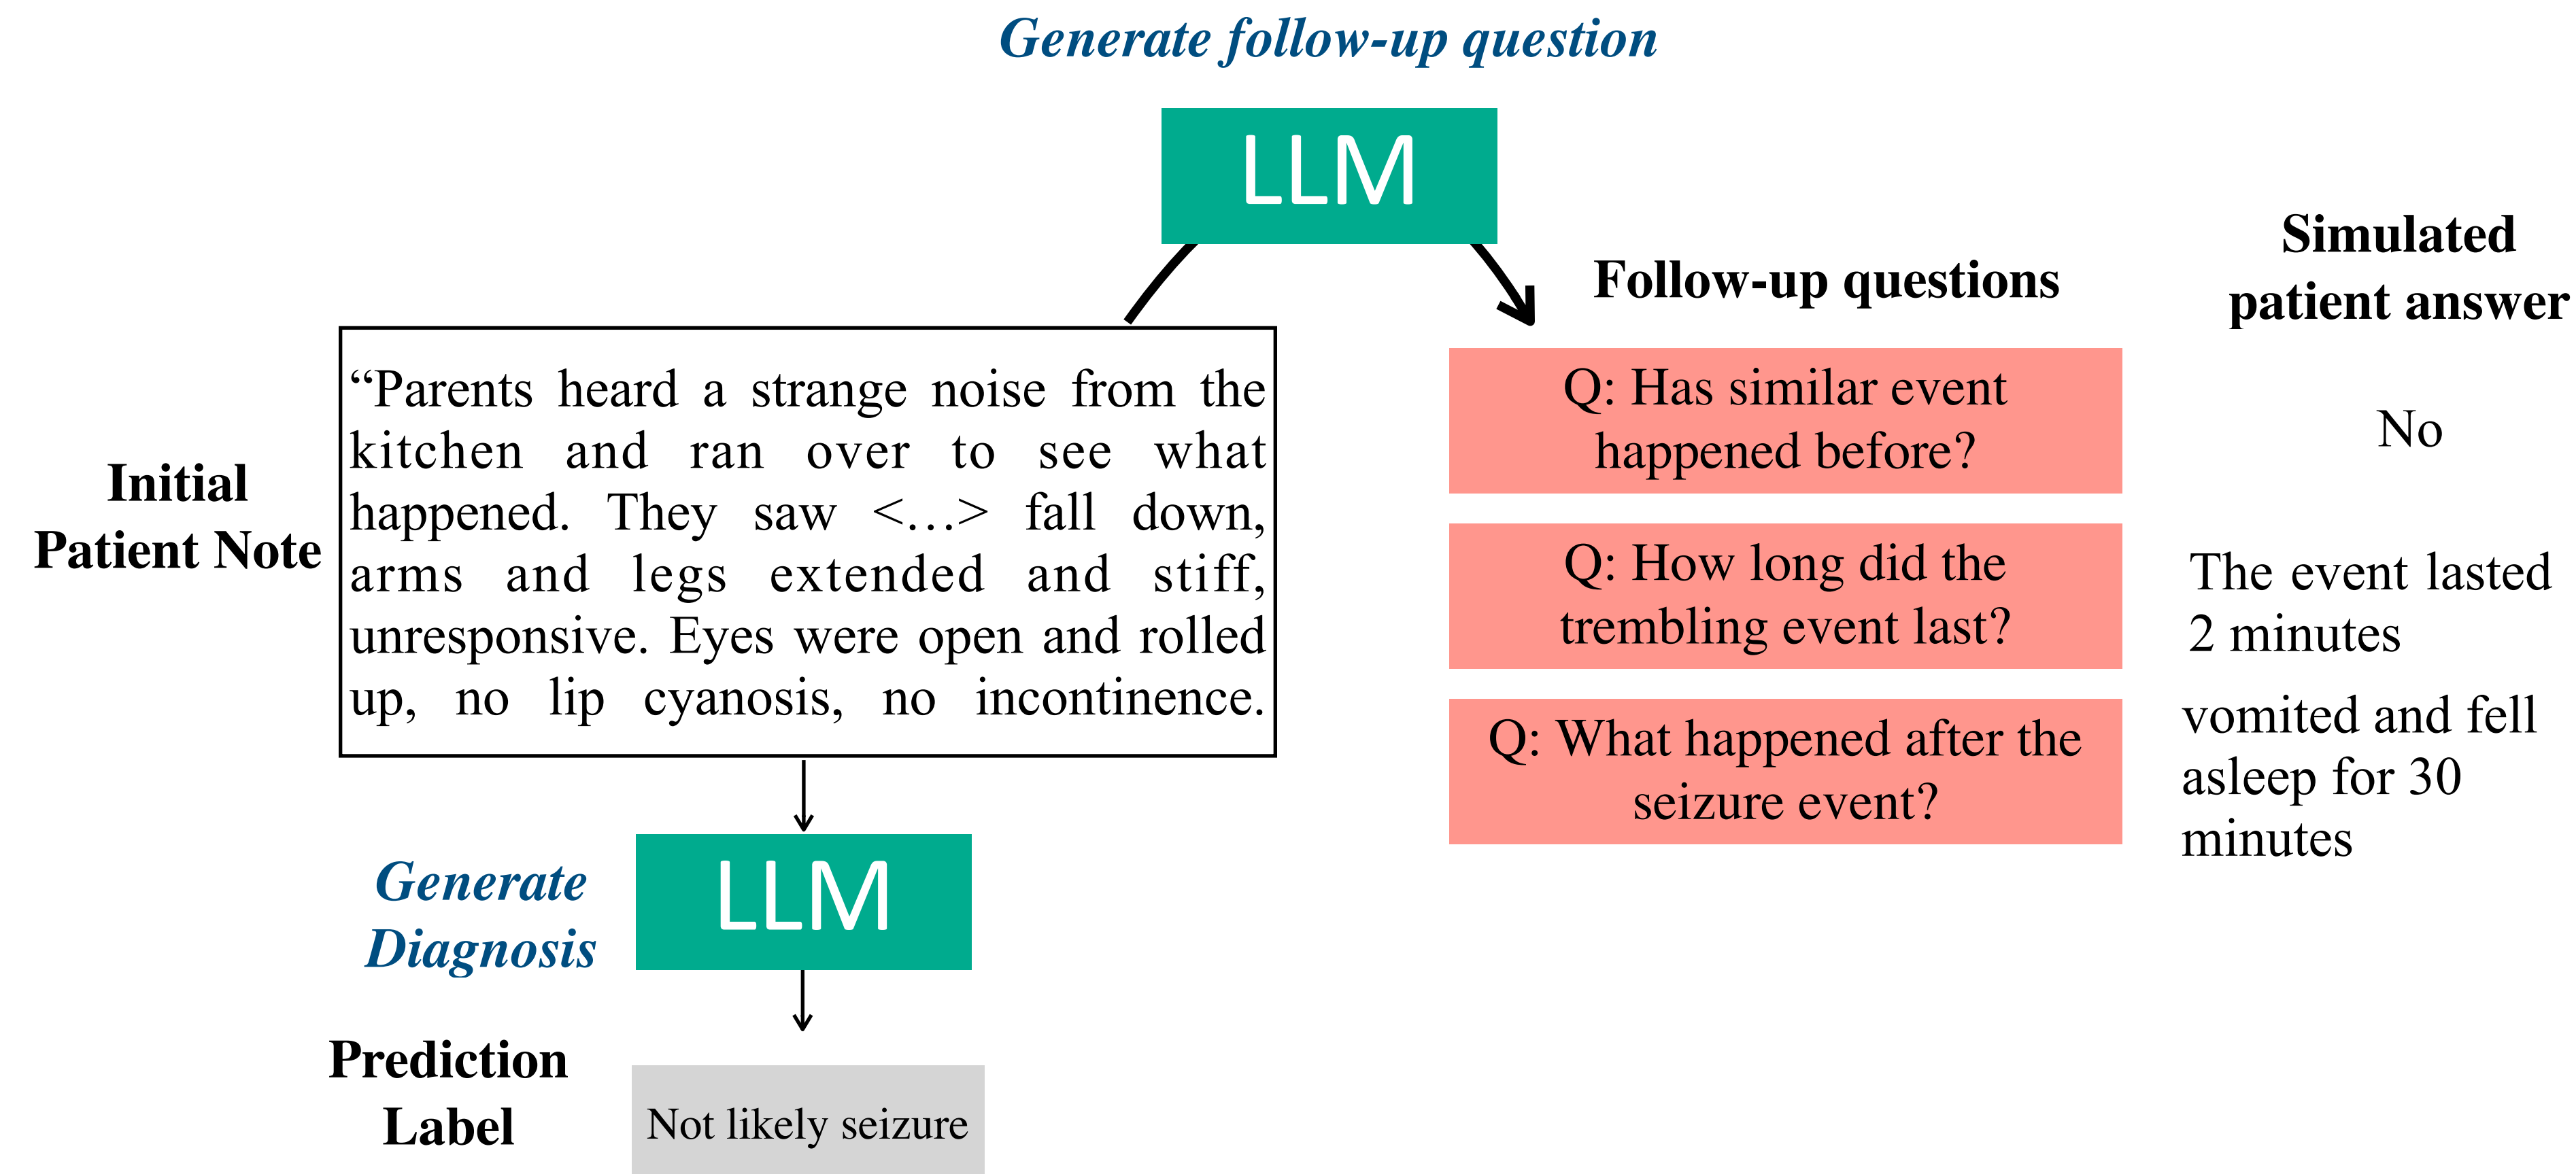 Generate follow-up question
LLM
Initial
Patient Note
“Parents heard a strange noise from the
kitchen and ran over to see what
happened. They saw <...> fall down,
arms and legs extended and stiff,
unresponsive. Eyes were open and rolled
up, no lip cyanosis, no incontinence.
Follow-up questions
Simulated
patient answer
Q: Has similar event
happened before?
No
Q: How long did the
trembling event last?
The event lasted
2 minutes
Q: What happened after the
seizure event?
vomited and fell
asleep for 30
minutes
Generate
Diagnosis
LLM
Prediction
Label
Not likely seizure